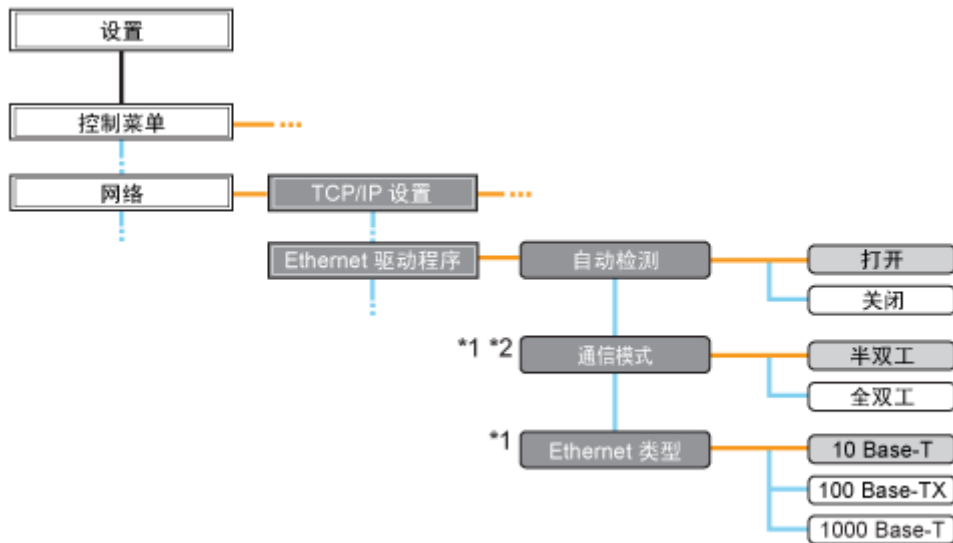 设置
控制菜单
...
网络
TCP/IP 设置
...
Ethernet 驱动程序
自动检测
打开
关闭
*1 *2
通信模式
半双工
全双工
*1
Ethernet 类型
10 Base-T
100 Base-TX
1000 Base-T